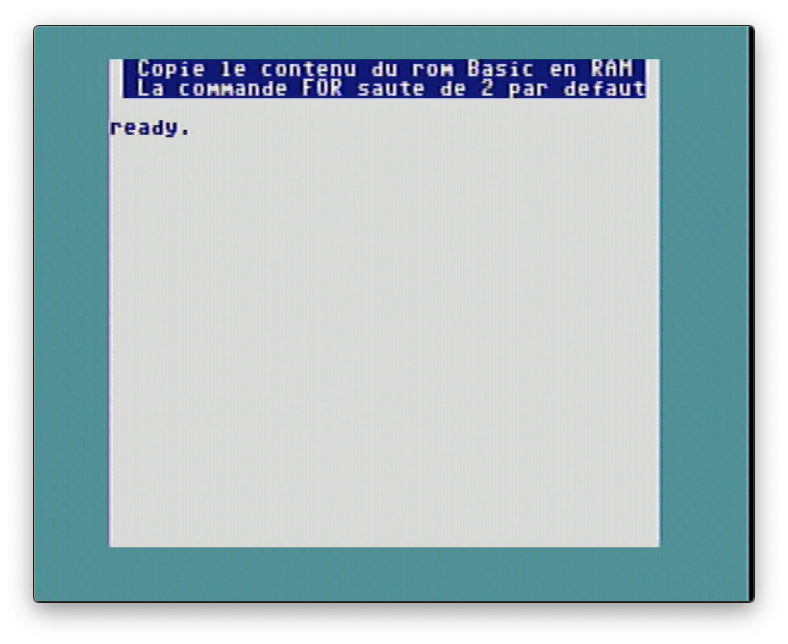 Copie le contenu du rom Basic en RAM
La commande FOR saute de 2 par defaut
ready.